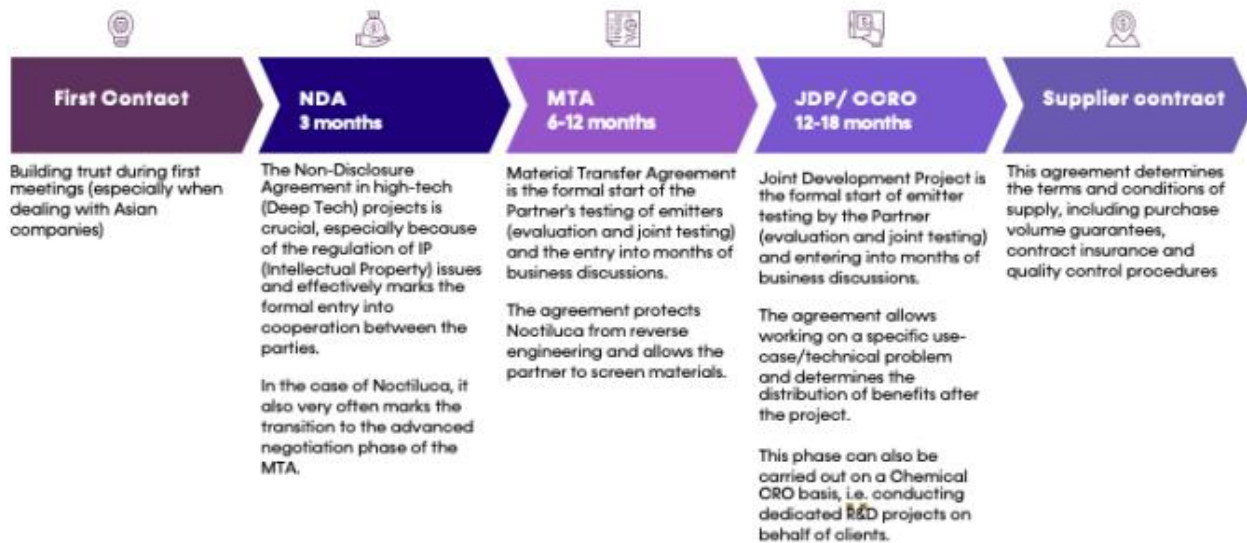 First Contact
Building trust during first
meetings (especially when
dealing with Asian
companies)
NDA
3 months
The Non-Disclosure
Agreement in high-tech
(Deep Tech) projects is
crucial, especially because
of the regulation of IP
(Intellectual Property) issues
and effectively marks the
formal entry into
cooperation between the
parties.
In the case of Noctiluca, it
also very often marks the
transition to the advanced
negotiation phase of the
MTA.
MTA
6-12 months
Material Transfer Agreement
is the formal start of the
Partner's testing of emitters
(evaluation and joint testing)
and the entry into months of
business discussions.
The agreement protects
Noctiluca from reverse
engineering and allows the
partner to screen materials.
JDP/ CCRO
12-18 months
Joint Development Project is
the formal start of emitter
testing by the Partner
(evaluation and joint testing)
and entering into months of
business discussions.
The agreement allows
working on a specific use-
case/technical problem
and determines the
distribution of benefits after
the project.
This phase can also be
carried out on a Chemical
CRO basis, i.e. conducting
dedicated R&D projects on
behalf of clients.
Supplier contract
This agreement determines
the terms and conditions of
supply, including purchase
volume guarantees,
contract insurance and
quality control procedures